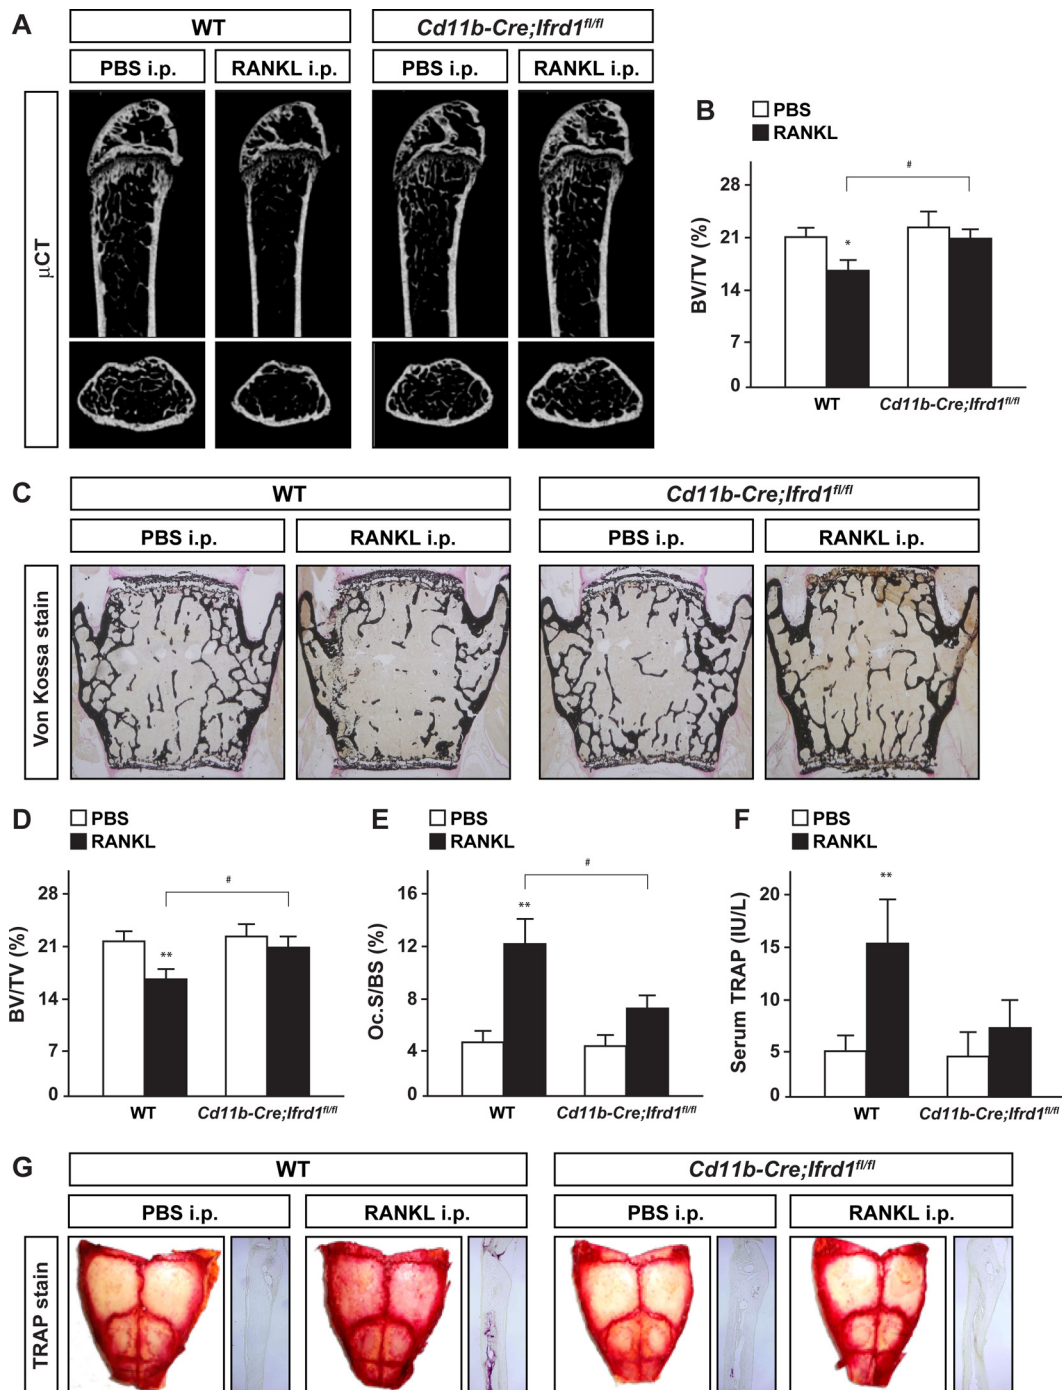 A
WT
Cd11b-Cre;Ifrd1fl/fl
PBS i.p.
RANKL i.p.
PBS i.p.
RANKL i.p.
μCT
B
PBS
RANKL
BV/TV (%)
28
21
14
7
0
*
#
WT
Cd11b-Cre;Ifrd1fl/fl
C
WT
Cd11b-Cre;Ifrd1fl/fl
PBS i.p.
RANKL i.p.
PBS i.p.
RANKL i.p.
Von Kossa stain
D
PBS
RANKL
BV/TV (%)
28
21
14
7
0
**
#
WT
Cd11b-Cre;Ifrd1fl/fl
E
PBS
RANKL
Oc.S/BS (%)
16
12
8
4
0
**
#
WT
Cd11b-Cre;Ifrd1fl/fl
F
PBS
RANKL
Serum TRAP (IU/L)
20
15
10
5
0
**
WT
Cd11b-Cre;Ifrd1fl/fl
G
WT
Cd11b-Cre;Ifrd1fl/fl
PBS i.p.
RANKL i.p.
PBS i.p.
RANKL i.p.
TRAP stain